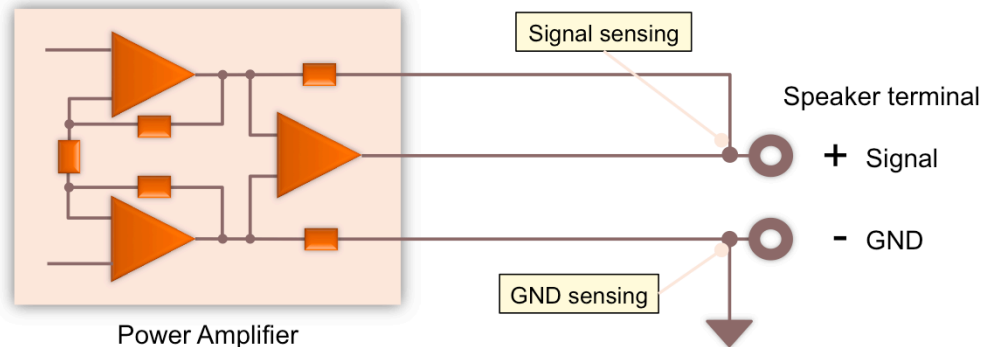 Signal sensing
Speaker terminal
+ Signal
- GND
GND sensing
Power Amplifier